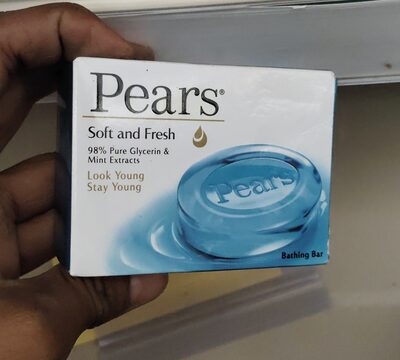 Pears®
Soft and Fresh
98% Pure Glycerin &
Mint Extracts
Look Young
Stay Young
Pears
Bathing Bar